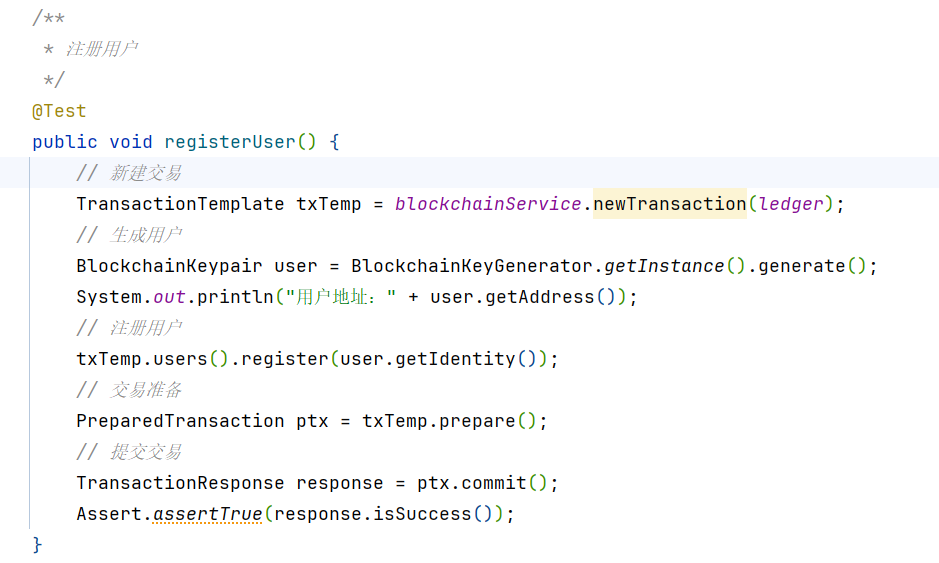 /**
 * 注册用户
 */
@Test
public void registerUser() {
    // 新建交易
    TransactionTemplate txTemp = blockchainService.newTransaction(ledger);
    // 生成用户
    BlockchainKeypair user = BlockchainKeyGenerator.getInstance().generate();
    System.out.println("用户地址：" + user.getAddress());
    // 注册用户
    txTemp.users().register(user.getIdentity());
    // 交易准备
    PreparedTransaction ptx = txTemp.prepare();
    // 提交交易
    TransactionResponse response = ptx.commit();
    Assert.assertTrue(response.isSuccess());
}